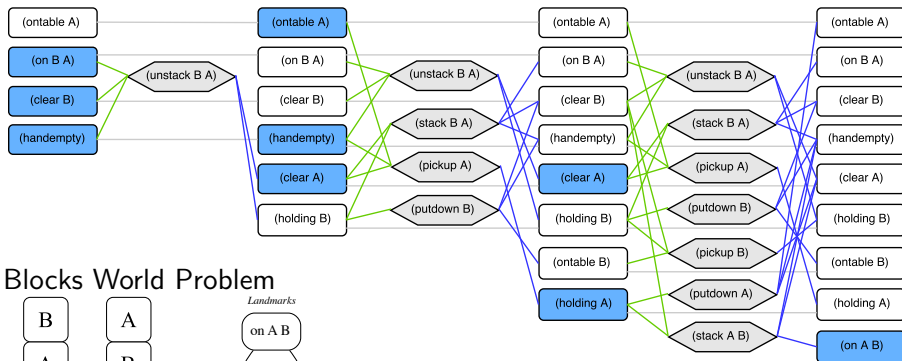 (ontable A)
(on B A)
(clear B)
(handempty)
(unstack B A)
(ontable A)
(on B A)
(clear B)
(handempty)
(clear A)
(holding B)
(unstack B A)
(stack B A)
(pickup A)
(putdown B)
(ontable A)
(on B A)
(clear B)
(handempty)
(clear A)
(holding B)
(ontable B)
(holding A)
(unstack B A)
(stack B A)
(pickup A)
(putdown B)
(pickup B)
(putdown A)
(stack A B)
(ontable A)
(on B A)
(clear B)
(handempty)
(clear A)
(holding B)
(ontable B)
(holding A)
(on A B)
Blocks World Problem
B
A
A
B
Landmarks
on A B